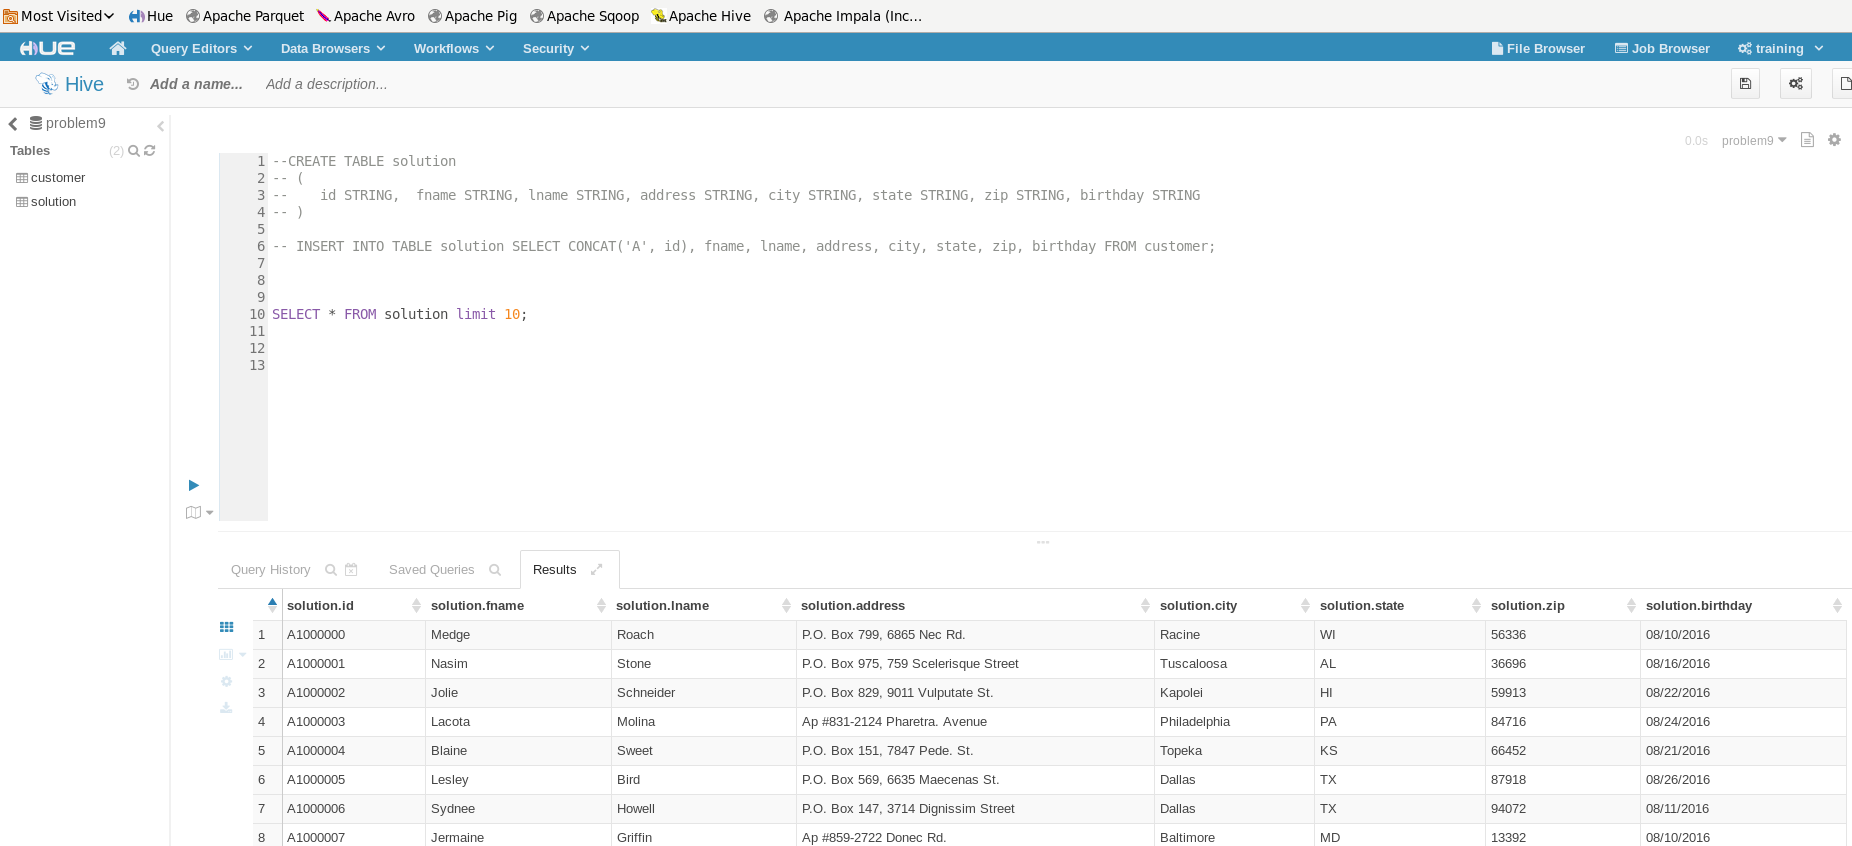 Most Visited Hue Apache Parquet Apache Avro Apache Pig Apache Sqoop Apache Hive Apache Impala (Inc...
HUE Query Editors Data Browsers Workflows Security File Browser Job Browser training
Hive Add a name... Add a description...
problem9
Tables (2)
customer
solution
0.0s problem9
1 --CREATE TABLE solution
2 -- (
3 --    id STRING,  fname STRING, lname STRING, address STRING, city STRING, state STRING, zip STRING, birthday STRING
4 -- )
5
6 -- INSERT INTO TABLE solution SELECT CONCAT('A', id), fname, lname, address, city, state, zip, birthday FROM customer;
7
8
9
10 SELECT * FROM solution limit 10;
11
12
13
Query History Saved Queries Results
solution.id solution.fname solution.lname solution.address solution.city solution.state solution.zip solution.birthday
1 A1000000 Medge Roach P.O. Box 799, 6865 Nec Rd. Racine WI 56336 08/10/2016
2 A1000001 Nasim Stone P.O. Box 975, 759 Scelerisque Street Tuscaloosa AL 36696 08/16/2016
3 A1000002 Jolie Schneider P.O. Box 829, 9011 Vulputate St. Kapolei HI 59913 08/22/2016
4 A1000003 Lacota Molina Ap #831-2124 Pharetra. Avenue Philadelphia PA 84716 08/24/2016
5 A1000004 Blaine Sweet P.O. Box 151, 7847 Pede. St. Topeka KS 66452 08/21/2016
6 A1000005 Lesley Bird P.O. Box 569, 6635 Maecenas St. Dallas TX 87918 08/26/2016
7 A1000006 Sydnee Howell P.O. Box 147, 3714 Dignissim Street Dallas TX 94072 08/11/2016
8 A1000007 Jermaine Griffin Ap #859-2722 Donec Rd. Baltimore MD 13392 08/10/2016